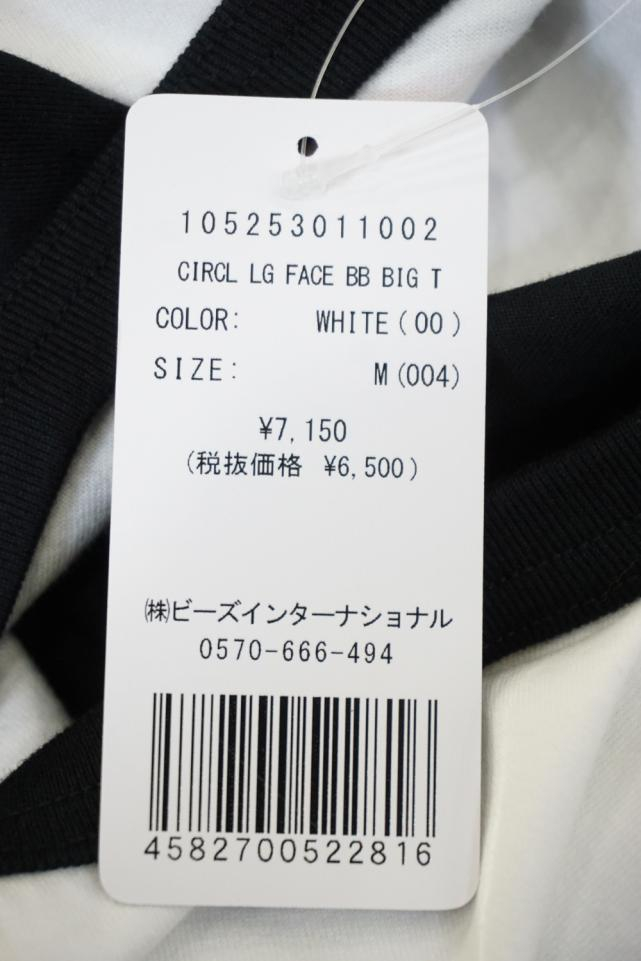 105253011002
CIRCL LG FACE BB BIG T
COLOR: WHITE(00)
SIZE: M(004)
¥7,150
(税抜価格 ¥6,500)
㈱ビーズインターナショナル
0570-666-494
4582700522816